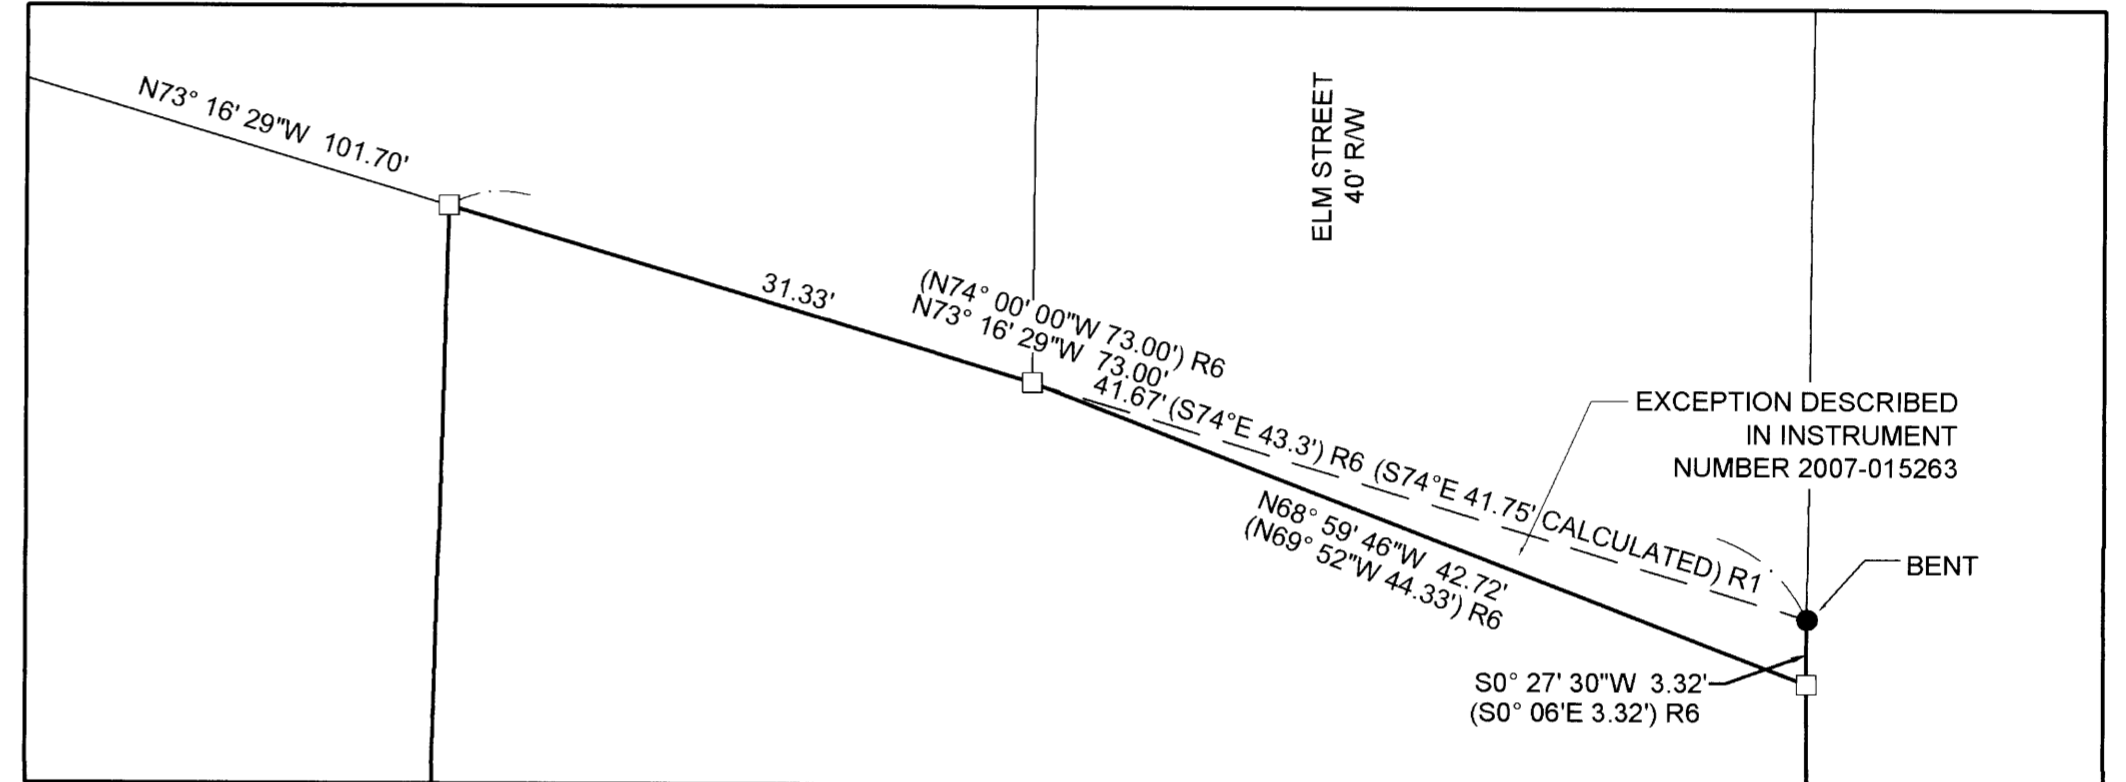 N73° 16' 29"W 101.70'
ELM STREET
40' R/W
31.33'
(N74° 00' 00"W 73.00') R6
N73° 16' 29"W 73.00'
41.67' (S74°E 43.3') R6 (S74°E 41.75' CALCULATED) R1
EXCEPTION DESCRIBED
IN INSTRUMENT
NUMBER 2007-015263
N68° 59' 46"W 42.72'
(N69° 52"W 44.33') R6
BENT
S0° 27' 30"W 3.32'
(S0° 06'E 3.32') R6